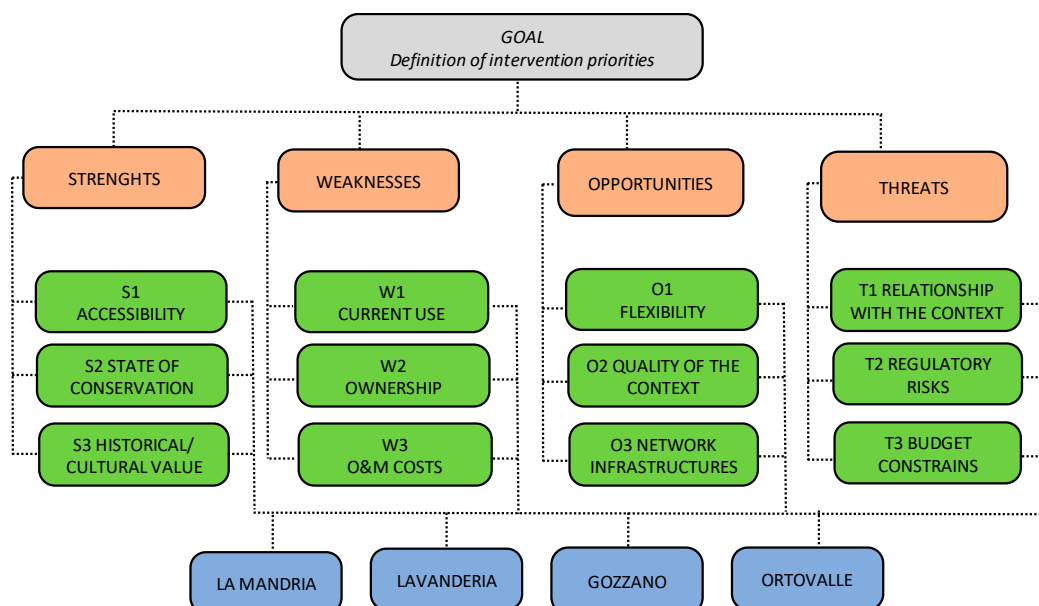 GOAL
Definition of intervention priorities
STRENGHTS
WEAKNESSES
OPPORTUNITIES
THREATS
S1
ACCESSIBILITY
W1
CURRENT USE
O1
FLEXIBILITY
T1 RELATIONSHIP
WITH THE CONTEXT
S2 STATE OF
CONSERVATION
W2
OWNERSHIP
O2 QUALITY OF THE
CONTEXT
T2 REGULATORY
RISKS
S3 HISTORICAL/
CULTURAL VALUE
W3
O&M COSTS
O3 NETWORK
INFRASTRUCTURES
T3 BUDGET
CONSTRAINS
LA MANDRIA
LAVANDERIA
GOZZANO
ORTOVALLE